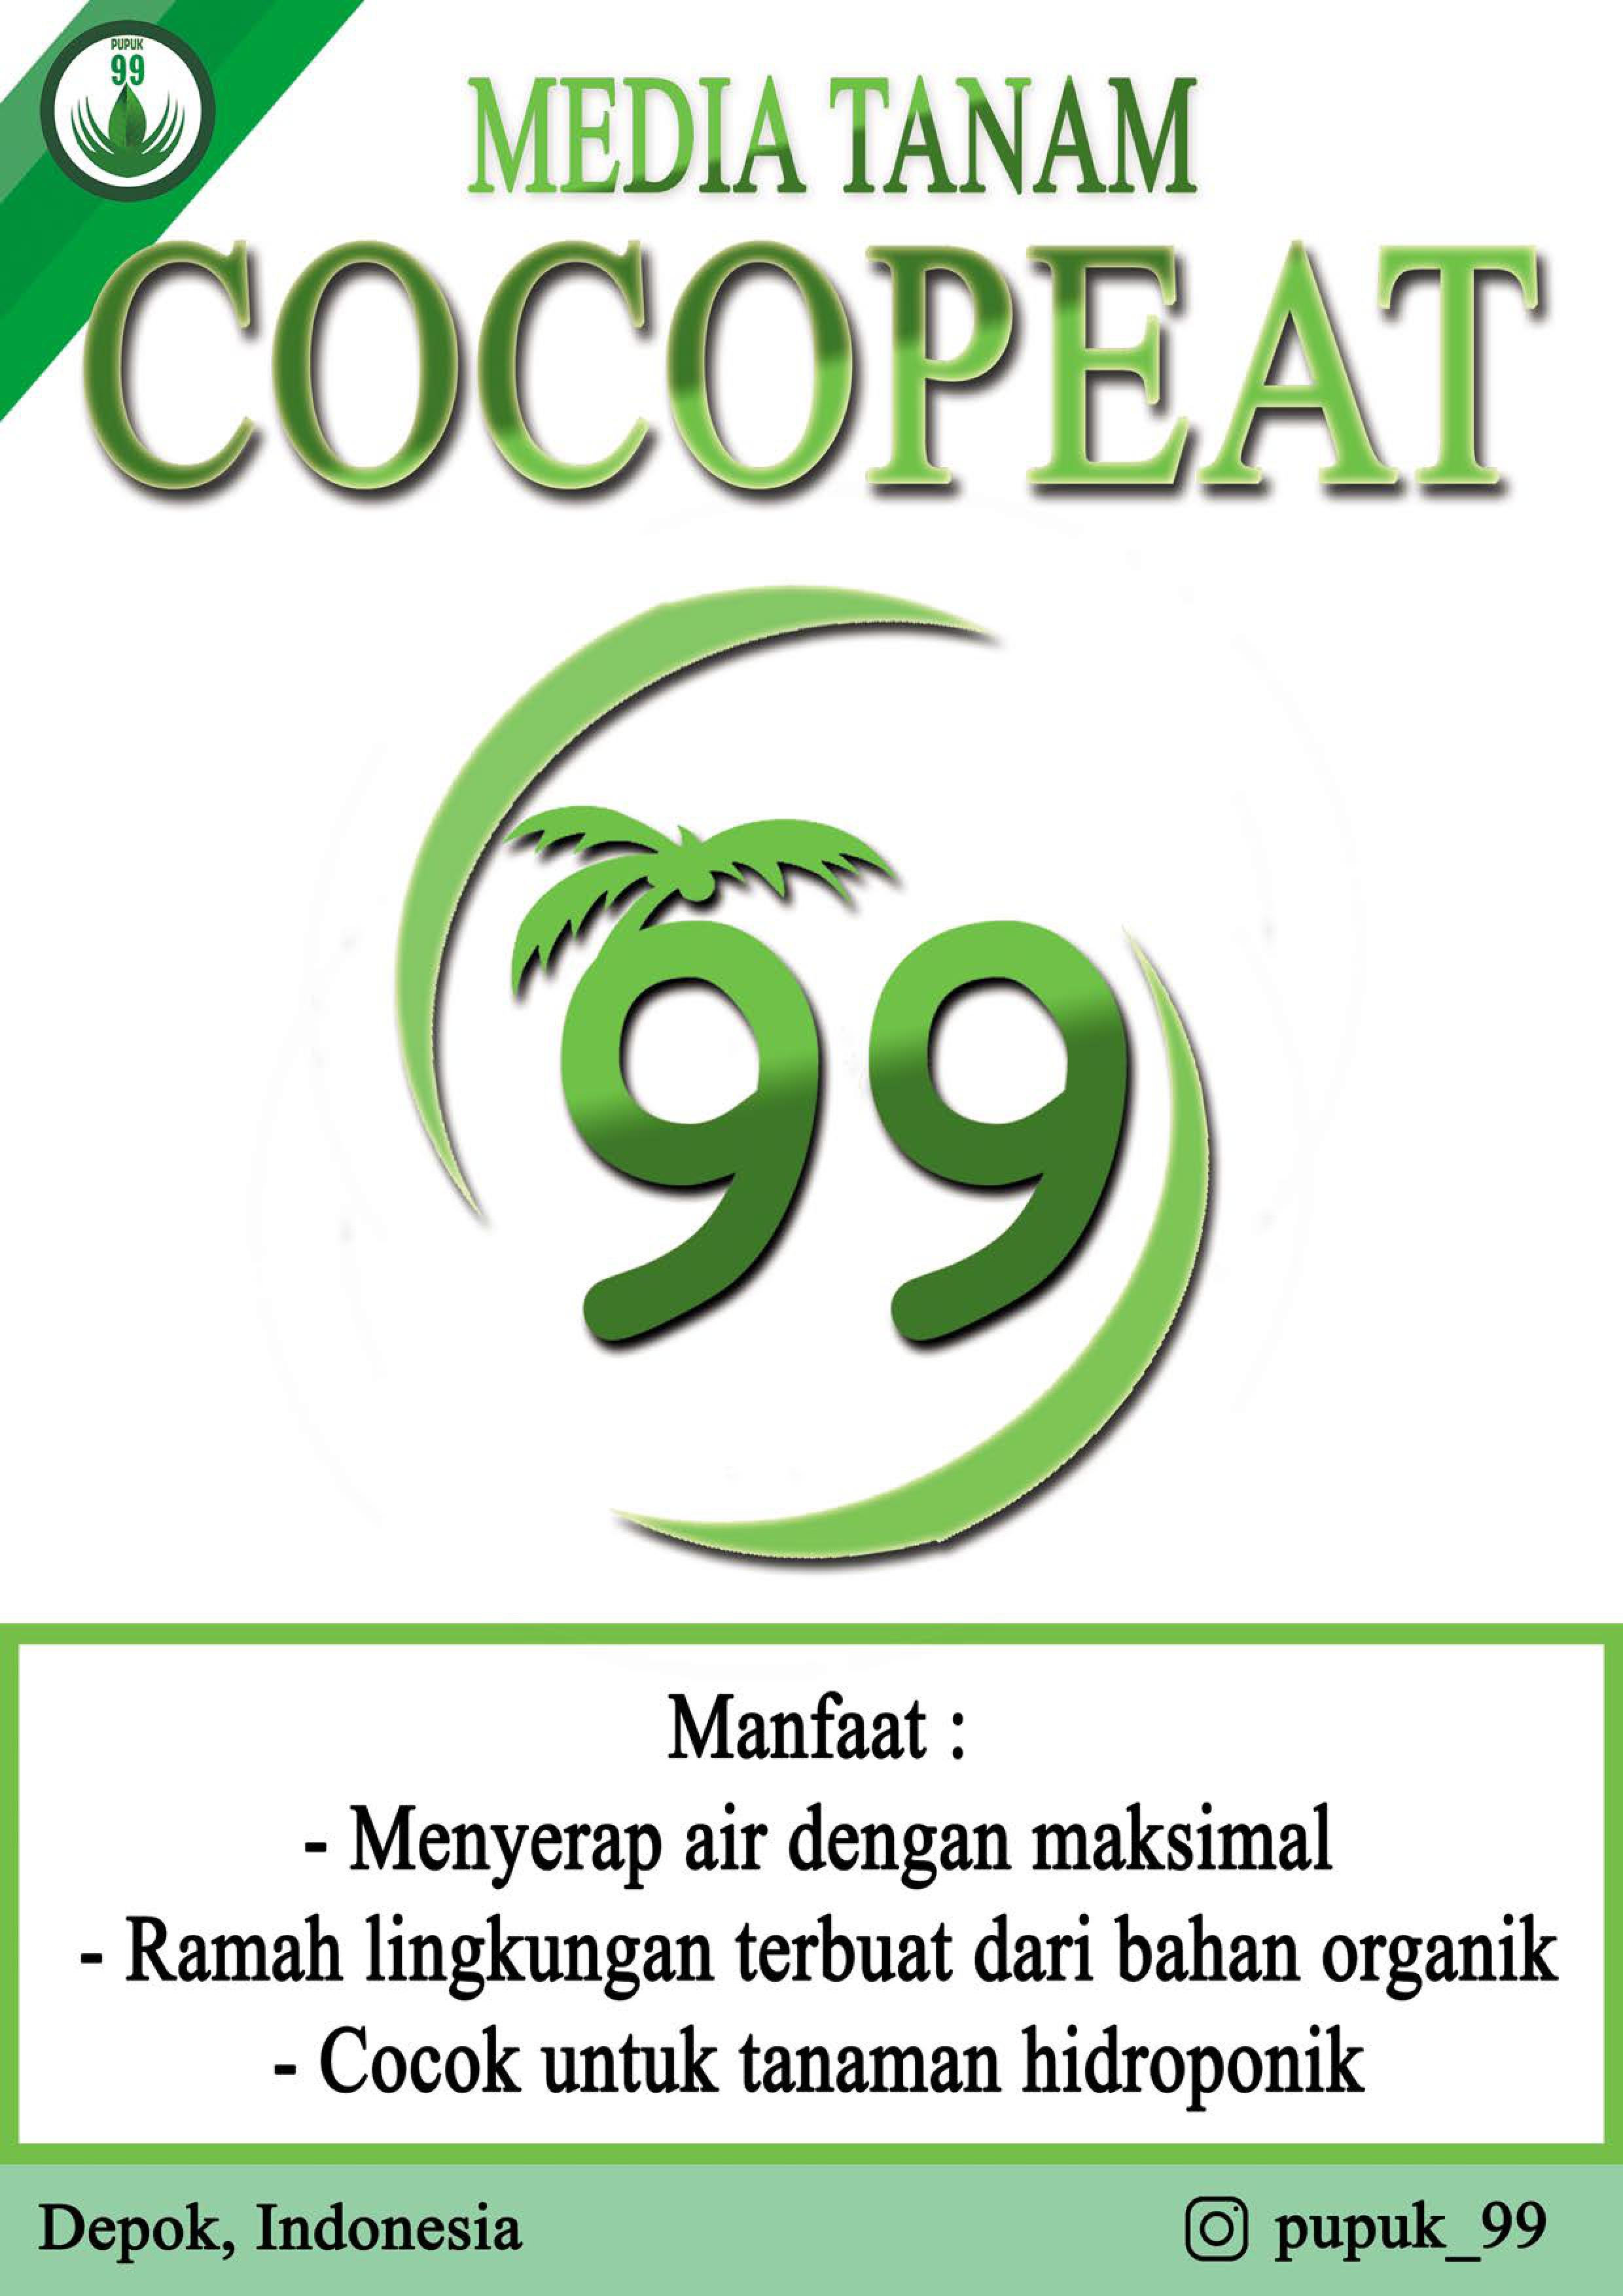 PUPUK
99
MEDIA TANAM
COCOPEAT
99
Manfaat :
- Menyerap air dengan maksimal
- Ramah lingkungan terbuat dari bahan organik
- Cocok untuk tanaman hidroponik
Depok, Indonesia
pupuk_99